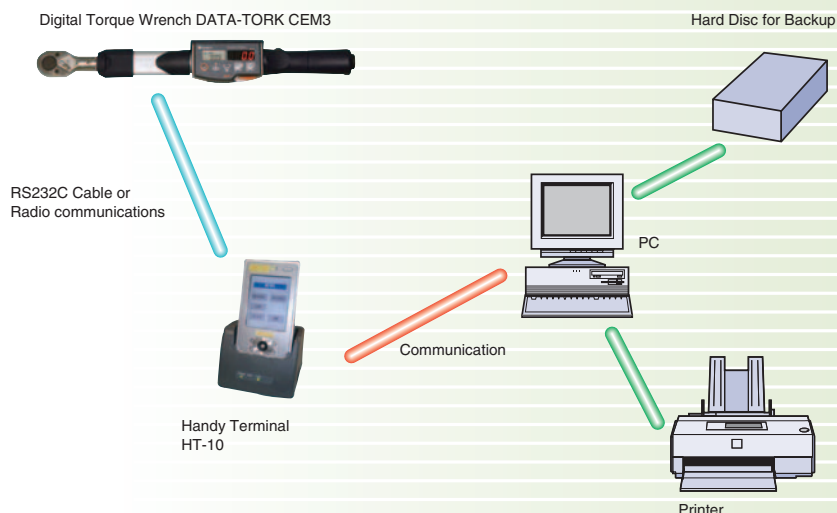 Digital Torque Wrench DATA-TORK CEM3
Hard Disc for Backup
RS232C Cable or
Radio communications
PC
Communication
Handy Terminal
HT-10
Printer